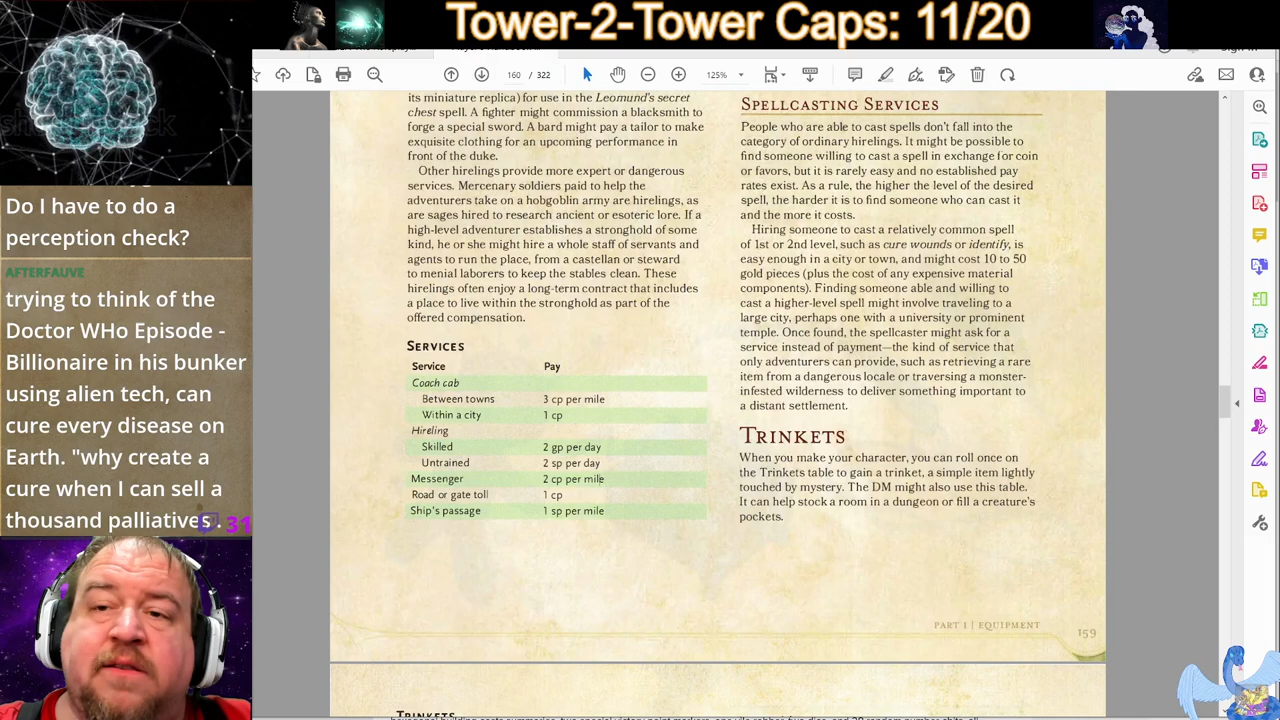 Tower-2-Tower Caps: 11/20
160 / 322
125%
Do I have to do a
perception check?
AFTERFAUVE
trying to think of the
Doctor WHo Episode -
Billionaire in his bunker
using alien tech, can
cure every disease on
Earth. "why create a
cure when I can sell a
thousand palliatives .
31
its miniature replica) for use in the Leomund's secret
chest spell. A fighter might commission a blacksmith to
forge a special sword. A bard might pay a tailor to make
exquisite clothing for an upcoming performance in
front of the duke.
Other hirelings provide more expert or dangerous
services. Mercenary soldiers paid to help the
adventurers take on a hobgoblin army are hirelings, as
are sages hired to research ancient or esoteric lore. If a
high-level adventurer establishes a stronghold of some
kind, he or she might hire a whole staff of servants and
agents to run the place, from a castellan or steward
to menial laborers to keep the stables clean. These
hirelings often enjoy a long-term contract that includes
a place to live within the stronghold as part of the
offered compensation.
SERVICES
Service Pay
Coach cab
Between towns 3 cp per mile
Within a city 1 cp
Hireling
Skilled 2 gp per day
Untrained 2 sp per day
Messenger 2 cp per mile
Road or gate toll 1 cp
Ship's passage 1 sp per mile
SPELLCASTING SERVICES
People who are able to cast spells don't fall into the
category of ordinary hirelings. It might be possible to
find someone willing to cast a spell in exchange for coin
or favors, but it is rarely easy and no established pay
rates exist. As a rule, the higher the level of the desired
spell, the harder it is to find someone who can cast it
and the more it costs.
Hiring someone to cast a relatively common spell
of 1st or 2nd level, such as cure wounds or identify, is
easy enough in a city or town, and might cost 10 to 50
gold pieces (plus the cost of any expensive material
components). Finding someone able and willing to
cast a higher-level spell might involve traveling to a
large city, perhaps one with a university or prominent
temple. Once found, the spellcaster might ask for a
service instead of payment—the kind of service that
only adventurers can provide, such as retrieving a rare
item from a dangerous locale or traversing a monster-
infested wilderness to deliver something important to
a distant settlement.
TRINKETS
When you make your character, you can roll once on
the Trinkets table to gain a trinket, a simple item lightly
touched by mystery. The DM might also use this table.
It can help stock a room in a dungeon or fill a creature's
pockets.
PART 1 | EQUIPMENT
159
TRINKETS